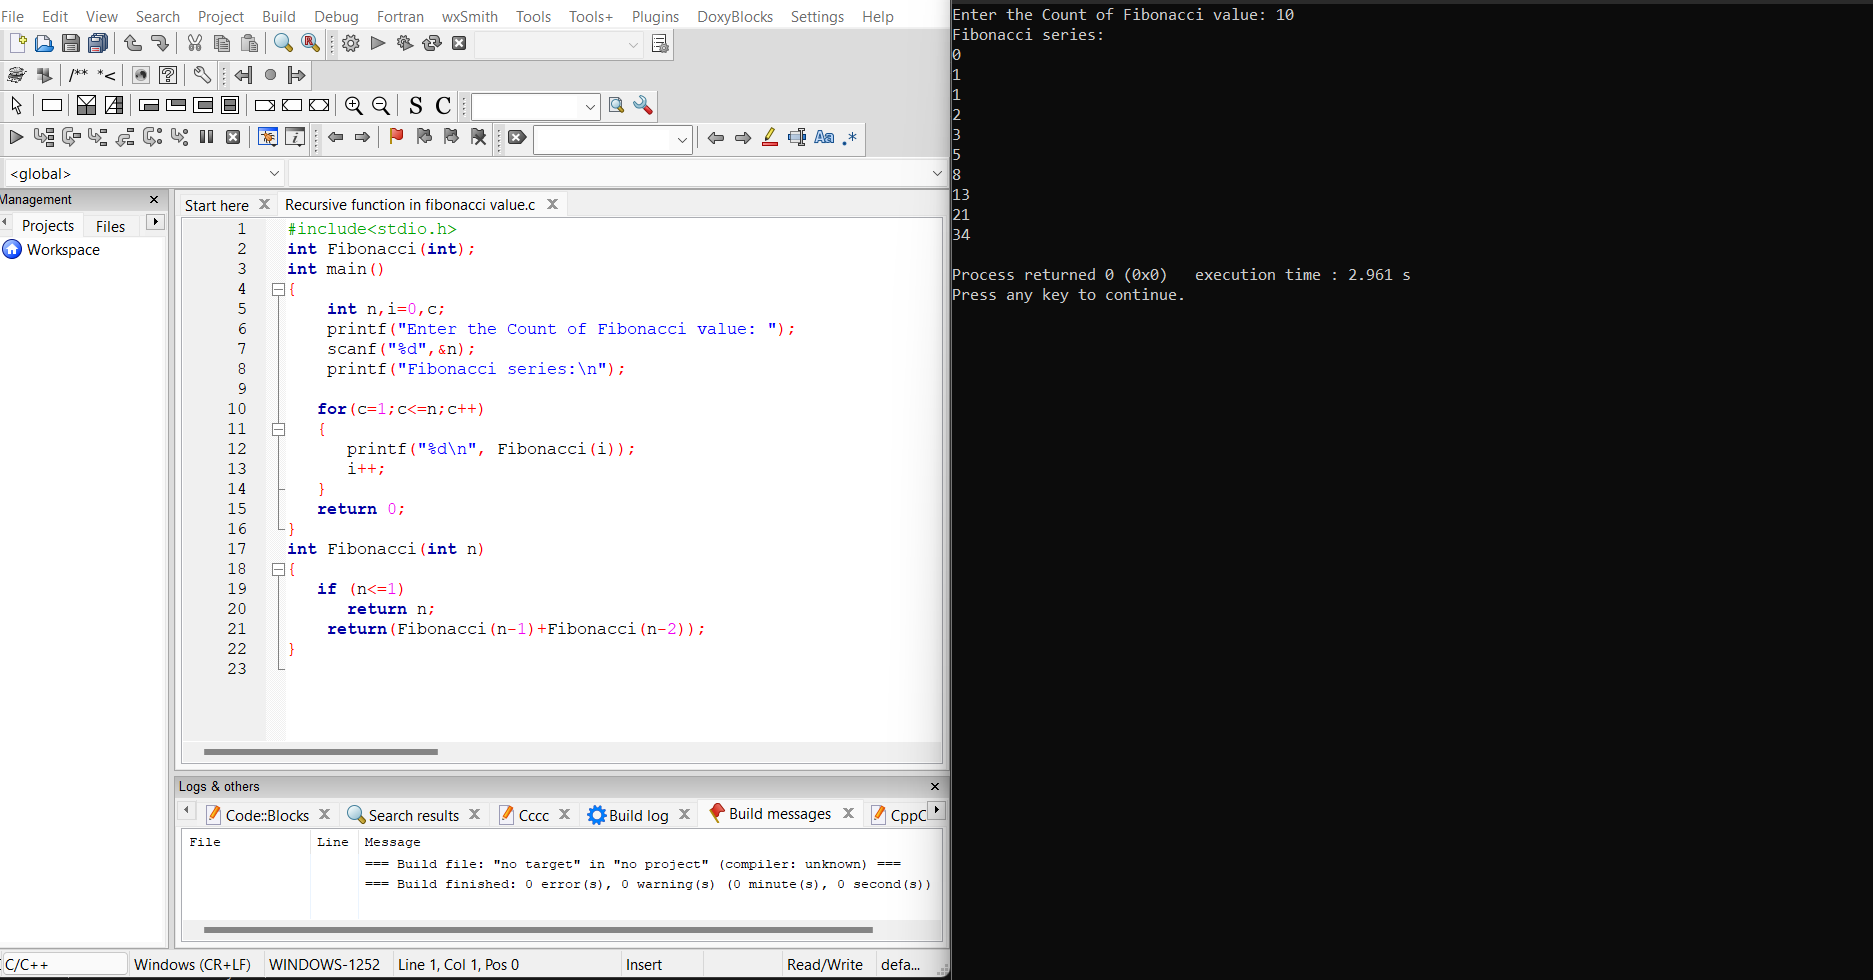 File Edit View Search Project Build Debug Fortran wxSmith Tools Tools+ Plugins DoxyBlocks Settings Help
/** *<
S C
Aa .*
<global>
Management
Projects Files
Workspace
Start here Recursive function in fibonacci value.c
1 #include<stdio.h>
2 int Fibonacci(int);
3 int main()
4 {
5 int n,i=0,c;
6 printf("Enter the Count of Fibonacci value: ");
7 scanf("%d",&n);
8 printf("Fibonacci series:\n");
9
10 for(c=1;c<=n;c++)
11 {
12 printf("%d\n", Fibonacci(i));
13 i++;
14 }
15 return 0;
16 }
17 int Fibonacci(int n)
18 {
19 if (n<=1)
20 return n;
21 return(Fibonacci(n-1)+Fibonacci(n-2));
22 }
23
Logs & others
Code::Blocks Search results Cccc Build log Build messages CppC
File Line Message
=== Build file: "no target" in "no project" (compiler: unknown) ===
=== Build finished: 0 error(s), 0 warning(s) (0 minute(s), 0 second(s))
C/C++ Windows (CR+LF) WINDOWS-1252 Line 1, Col 1, Pos 0 Insert Read/Write defa...
Enter the Count of Fibonacci value: 10
Fibonacci series:
0
1
1
2
3
5
8
13
21
34
Process returned 0 (0x0) execution time : 2.961 s
Press any key to continue.